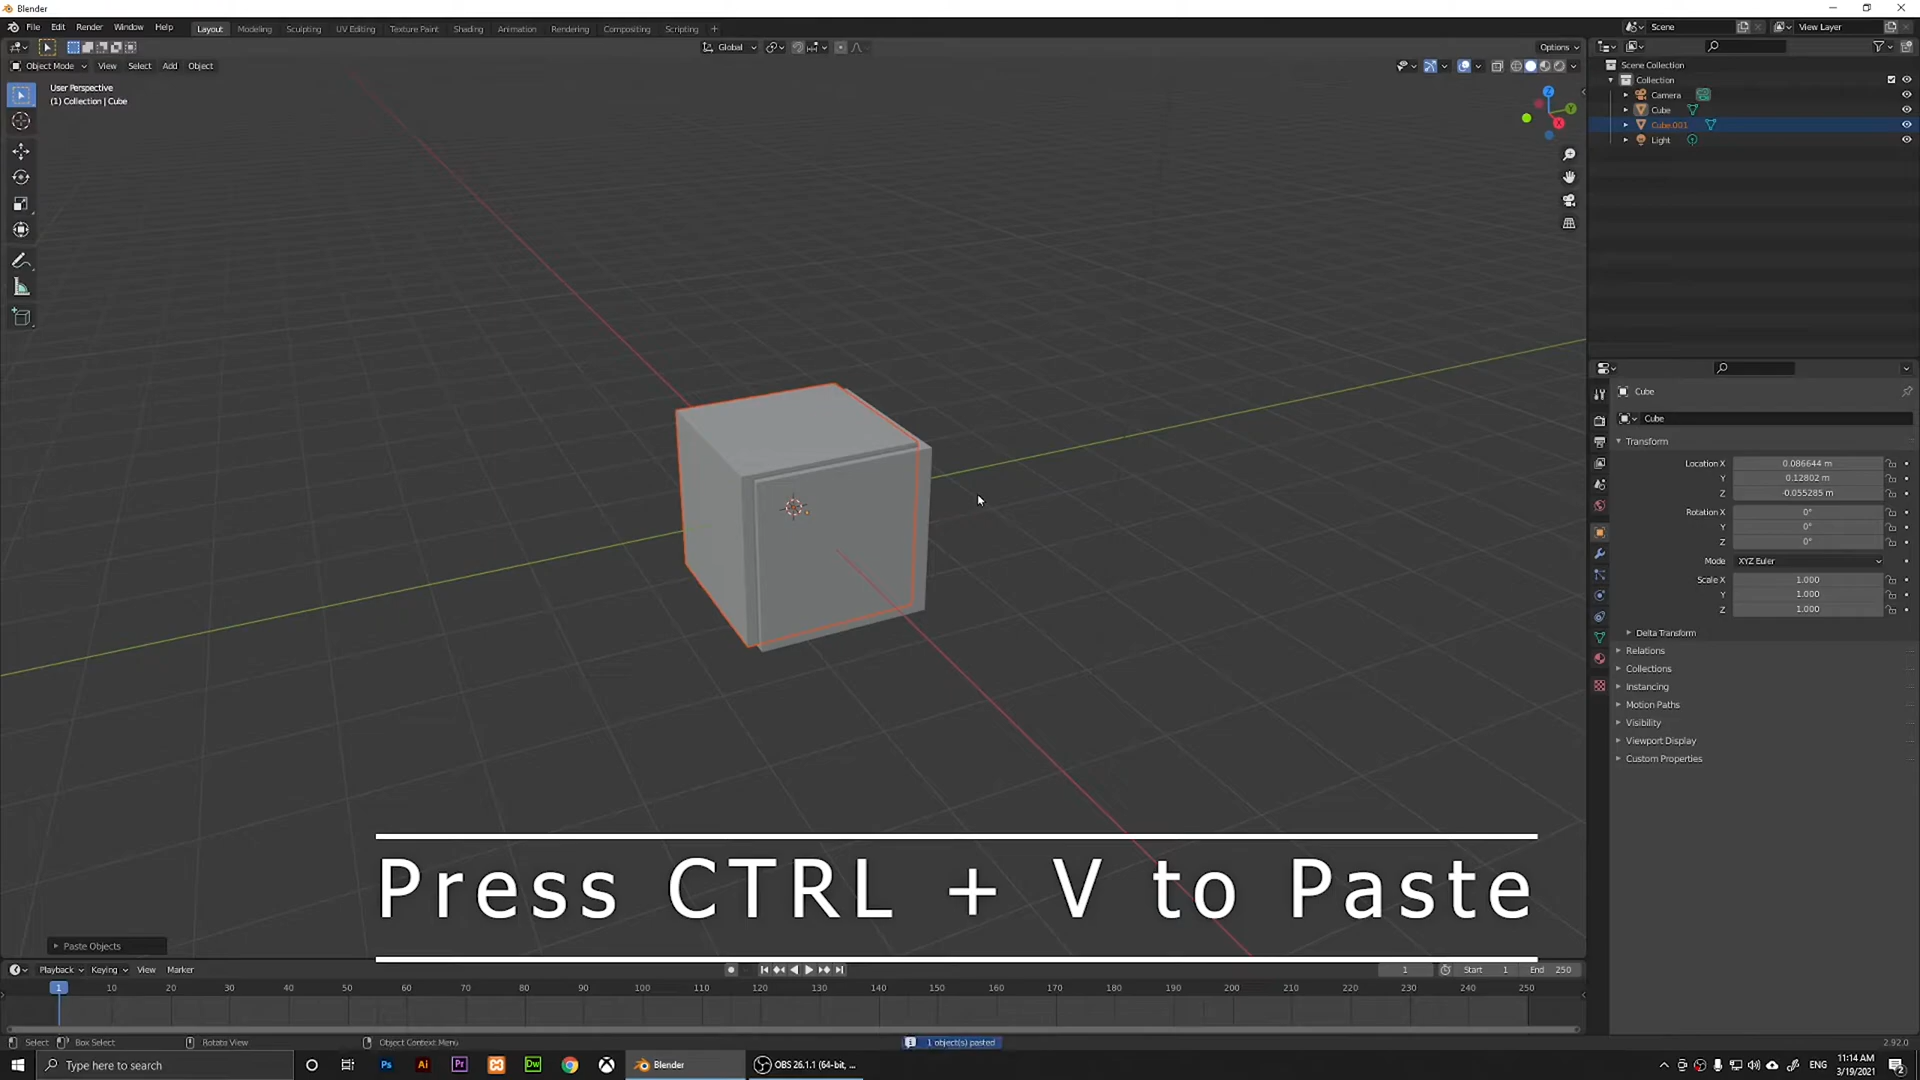 Blender
File Edit Render Window Help Layout Modeling Sculpting UV Editing Texture Paint Shading Animation Rendering Compositing Scripting + Scene View Layer
Global Options
Object Mode View Select Add Object
User Perspective
(1) Collection | Cube
Z
Y
X
Scene Collection
Collection
Camera
Cube
Cube.001
Light
Cube
Cube
Transform
Location X 0.086644 m
Y 0.12802 m
Z -0.055285 m
Rotation X 0°
Y 0°
Z 0°
Mode XYZ Euler
Scale X 1.000
Y 1.000
Z 1.000
Delta Transform
Relations
Collections
Instancing
Motion Paths
Visibility
Viewport Display
Custom Properties
Press CTRL + V to Paste
Paste Objects
Playback Keying View Marker 1 Start 1 End 250
1 10 20 30 40 50 60 70 80 90 100 110 120 130 140 150 160 170 180 190 200 210 220 230 240 250
Select Box Select Rotate View Object Context Menu 1 object(s) pasted 2.92.0
Type here to search Ps Ai Pr Dw Blender OBS 26.1.1 (64-bit, ... ENG 11:14 AM
3/19/2021 2